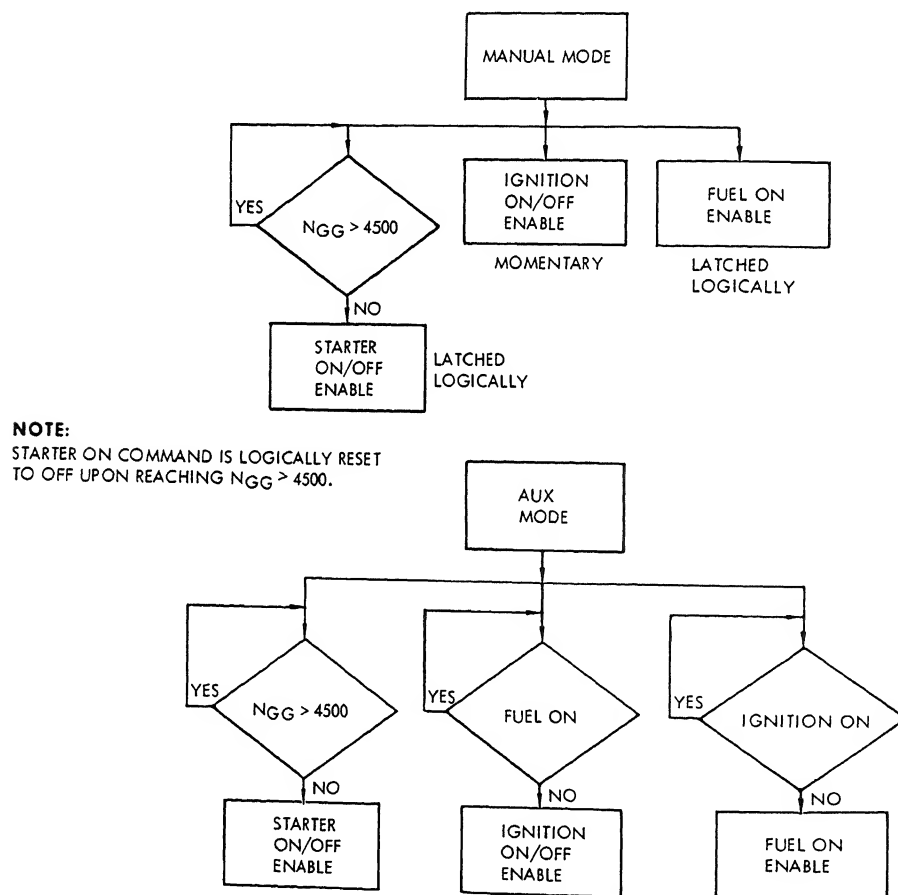 MANUAL MODE
YES
NGG > 4500
NO
STARTER
ON/OFF
ENABLE
LATCHED
LOGICALLY
IGNITION
ON/OFF
ENABLE
MOMENTARY
FUEL ON
ENABLE
LATCHED
LOGICALLY
NOTE:
STARTER ON COMMAND IS LOGICALLY RESET
TO OFF UPON REACHING NGG > 4500.
AUX
MODE
YES
NGG > 4500
NO
STARTER
ON/OFF
ENABLE
YES
FUEL ON
NO
IGNITION
ON/OFF
ENABLE
YES
IGNITION ON
NO
FUEL ON
ENABLE